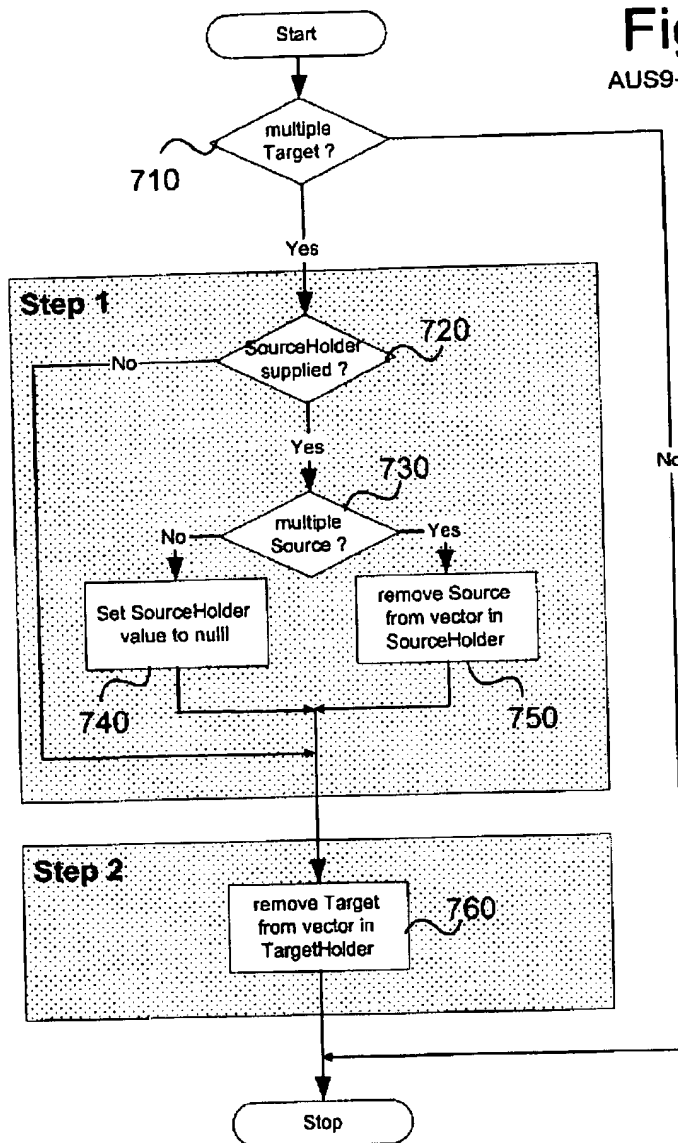 Start
Fig
AUS9-
multiple
Target ?
710
Yes
Step 1
SourceHolder
supplied ?
720
No
Yes
730
multiple
Source ?
No
Yes
Set SourceHolder
value to nulll
remove Source
from vector in
SourceHolder
740
750
No
Step 2
remove Target
from vector in
TargetHolder
760
Stop